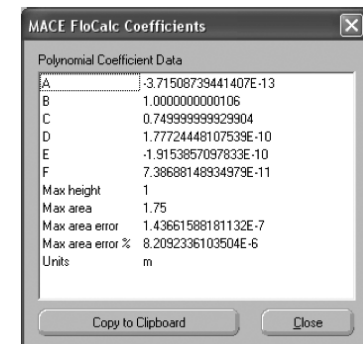 MACE FloCalc Coefficients
Polynomial Coefficient Data
A -3.71508739441407E-13
B 1.0000000000106
C 0.749999999929904
D 1.77724448107539E-10
E -1.9153857097833E-10
F 7.38688148934979E-11
Max height 1
Max area 1.75
Max area error 1.43661588181132E-7
Max area error % 8.2092336103504E-6
Units m
Copy to Clipboard Close